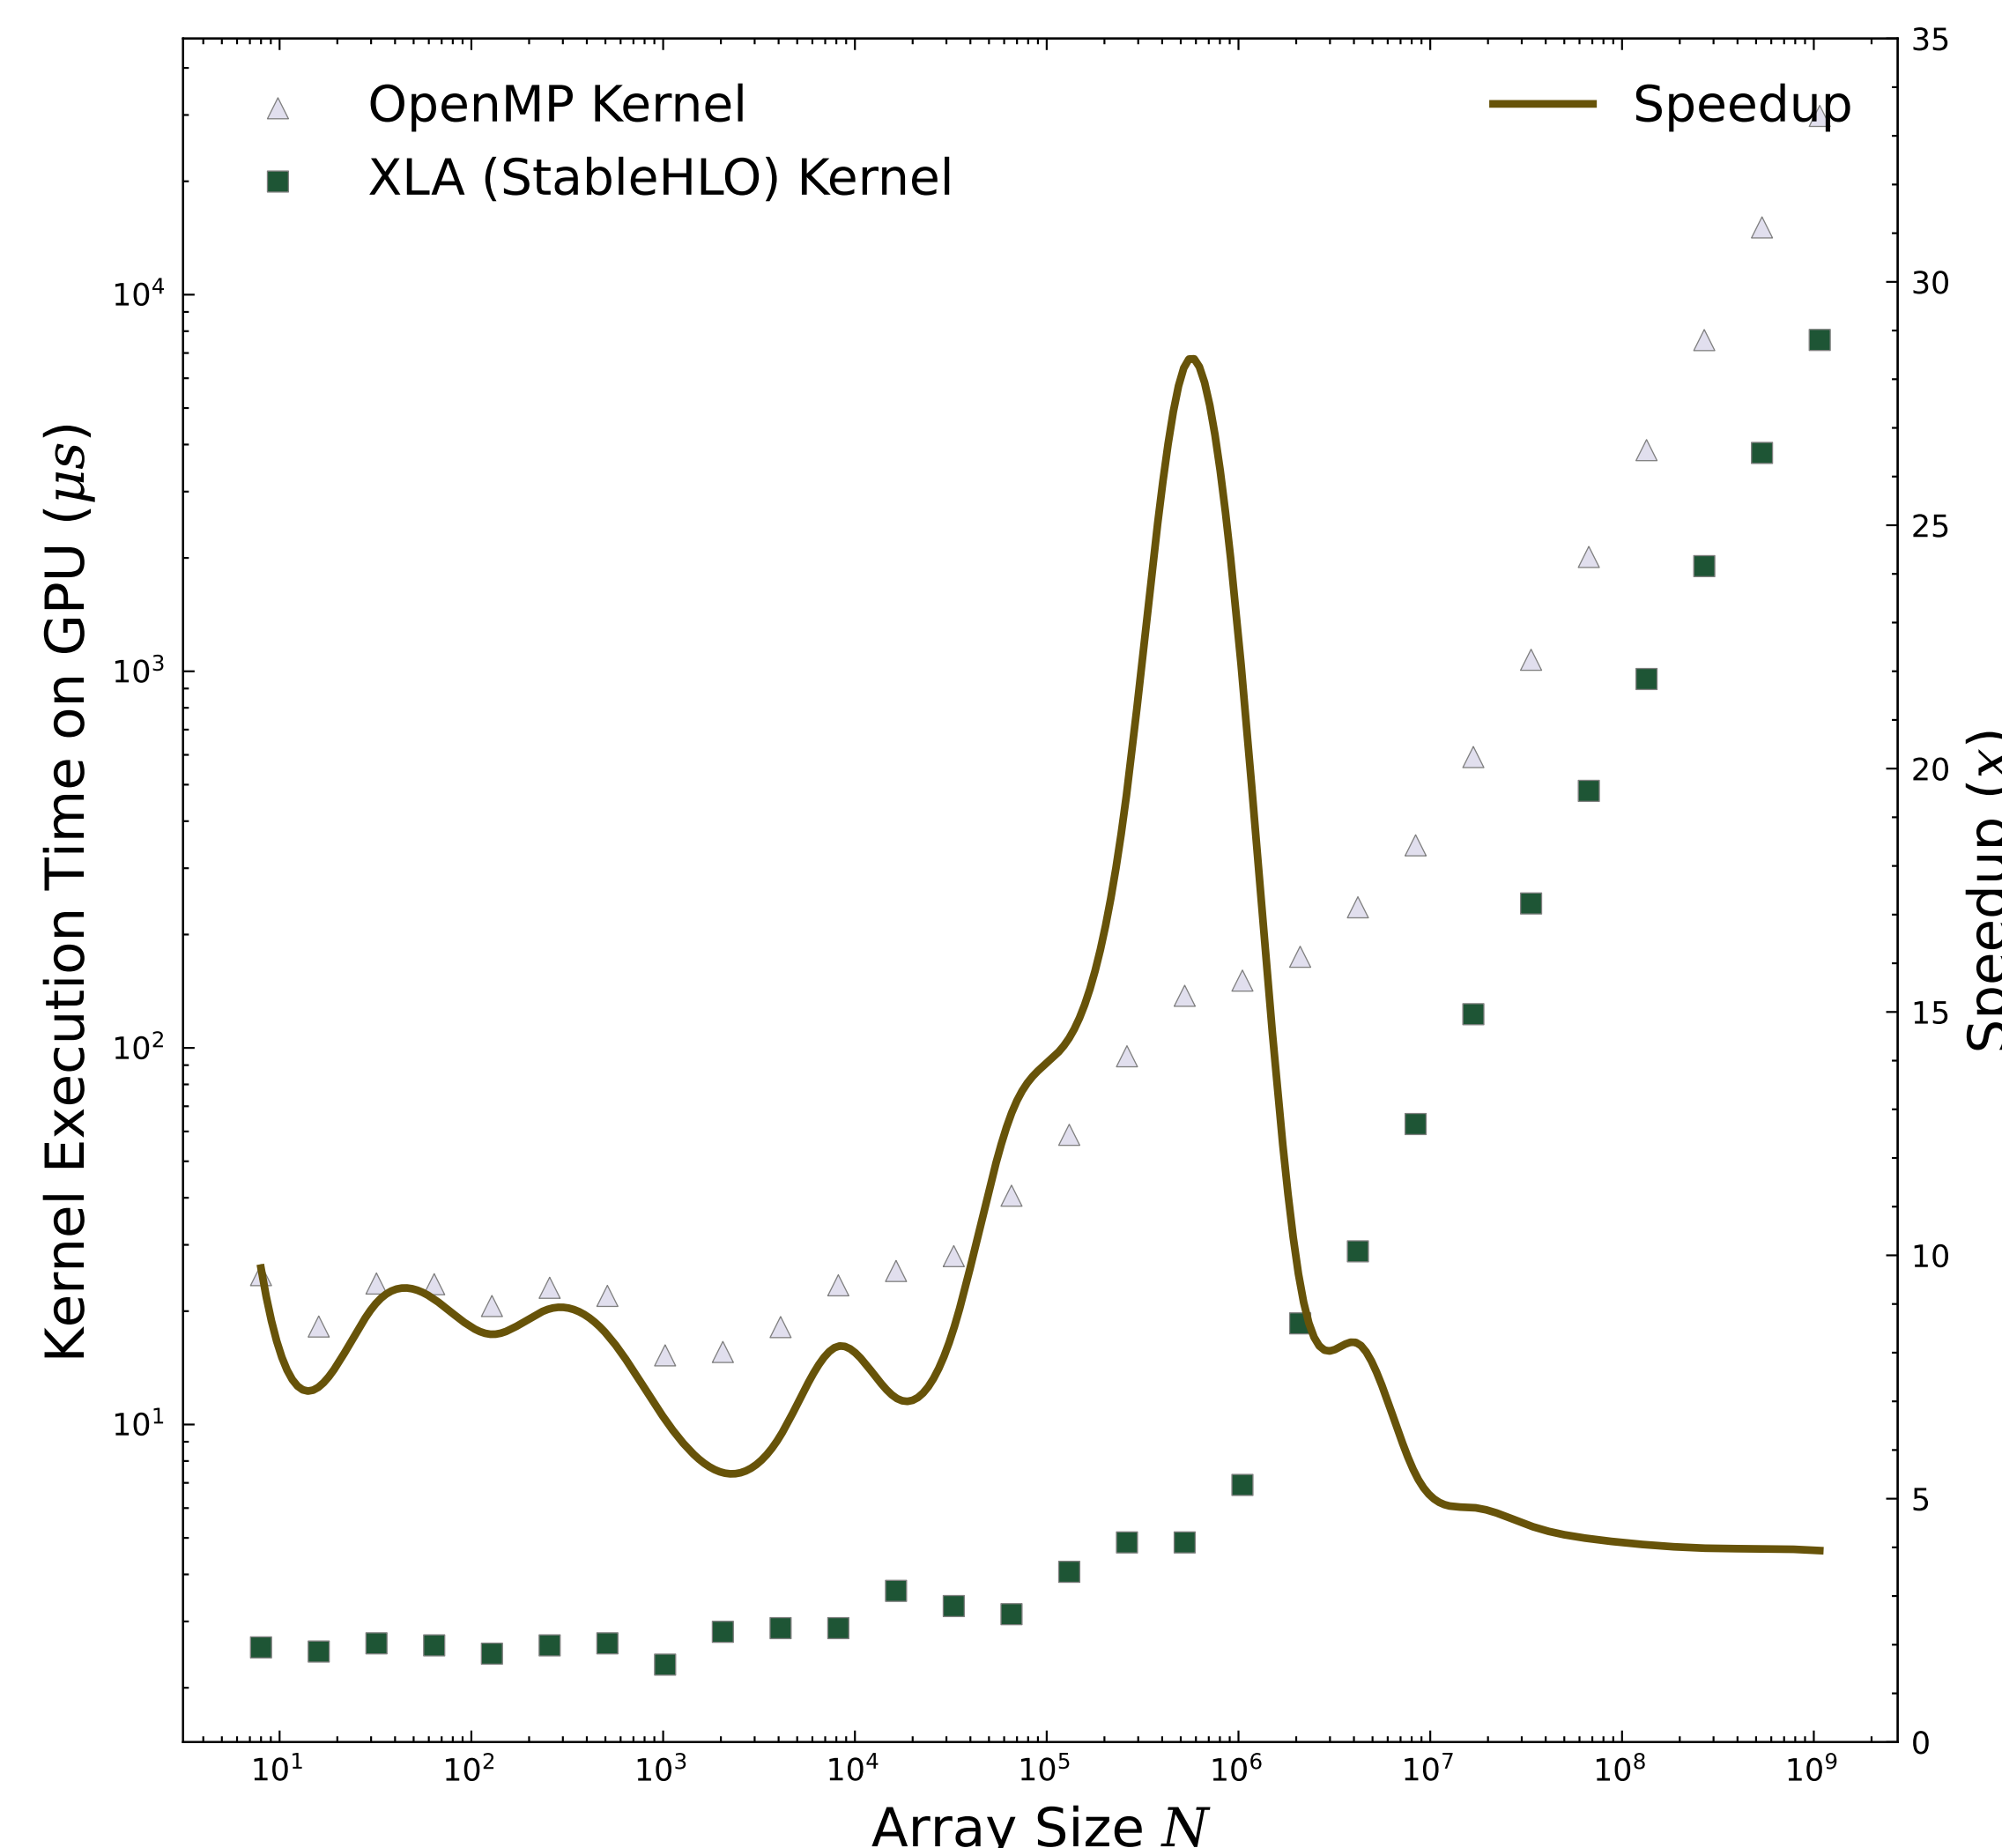 OpenMP Kernel
XLA (StableHLO) Kernel
Speedup
Kernel Execution Time on GPU (μs)
10⁴
10³
10²
10¹
35
30
25
20
15
10
5
0
Speedup (x)
10¹ 10² 10³ 10⁴ 10⁵ 10⁶ 10⁷ 10⁸ 10⁹
Array Size N